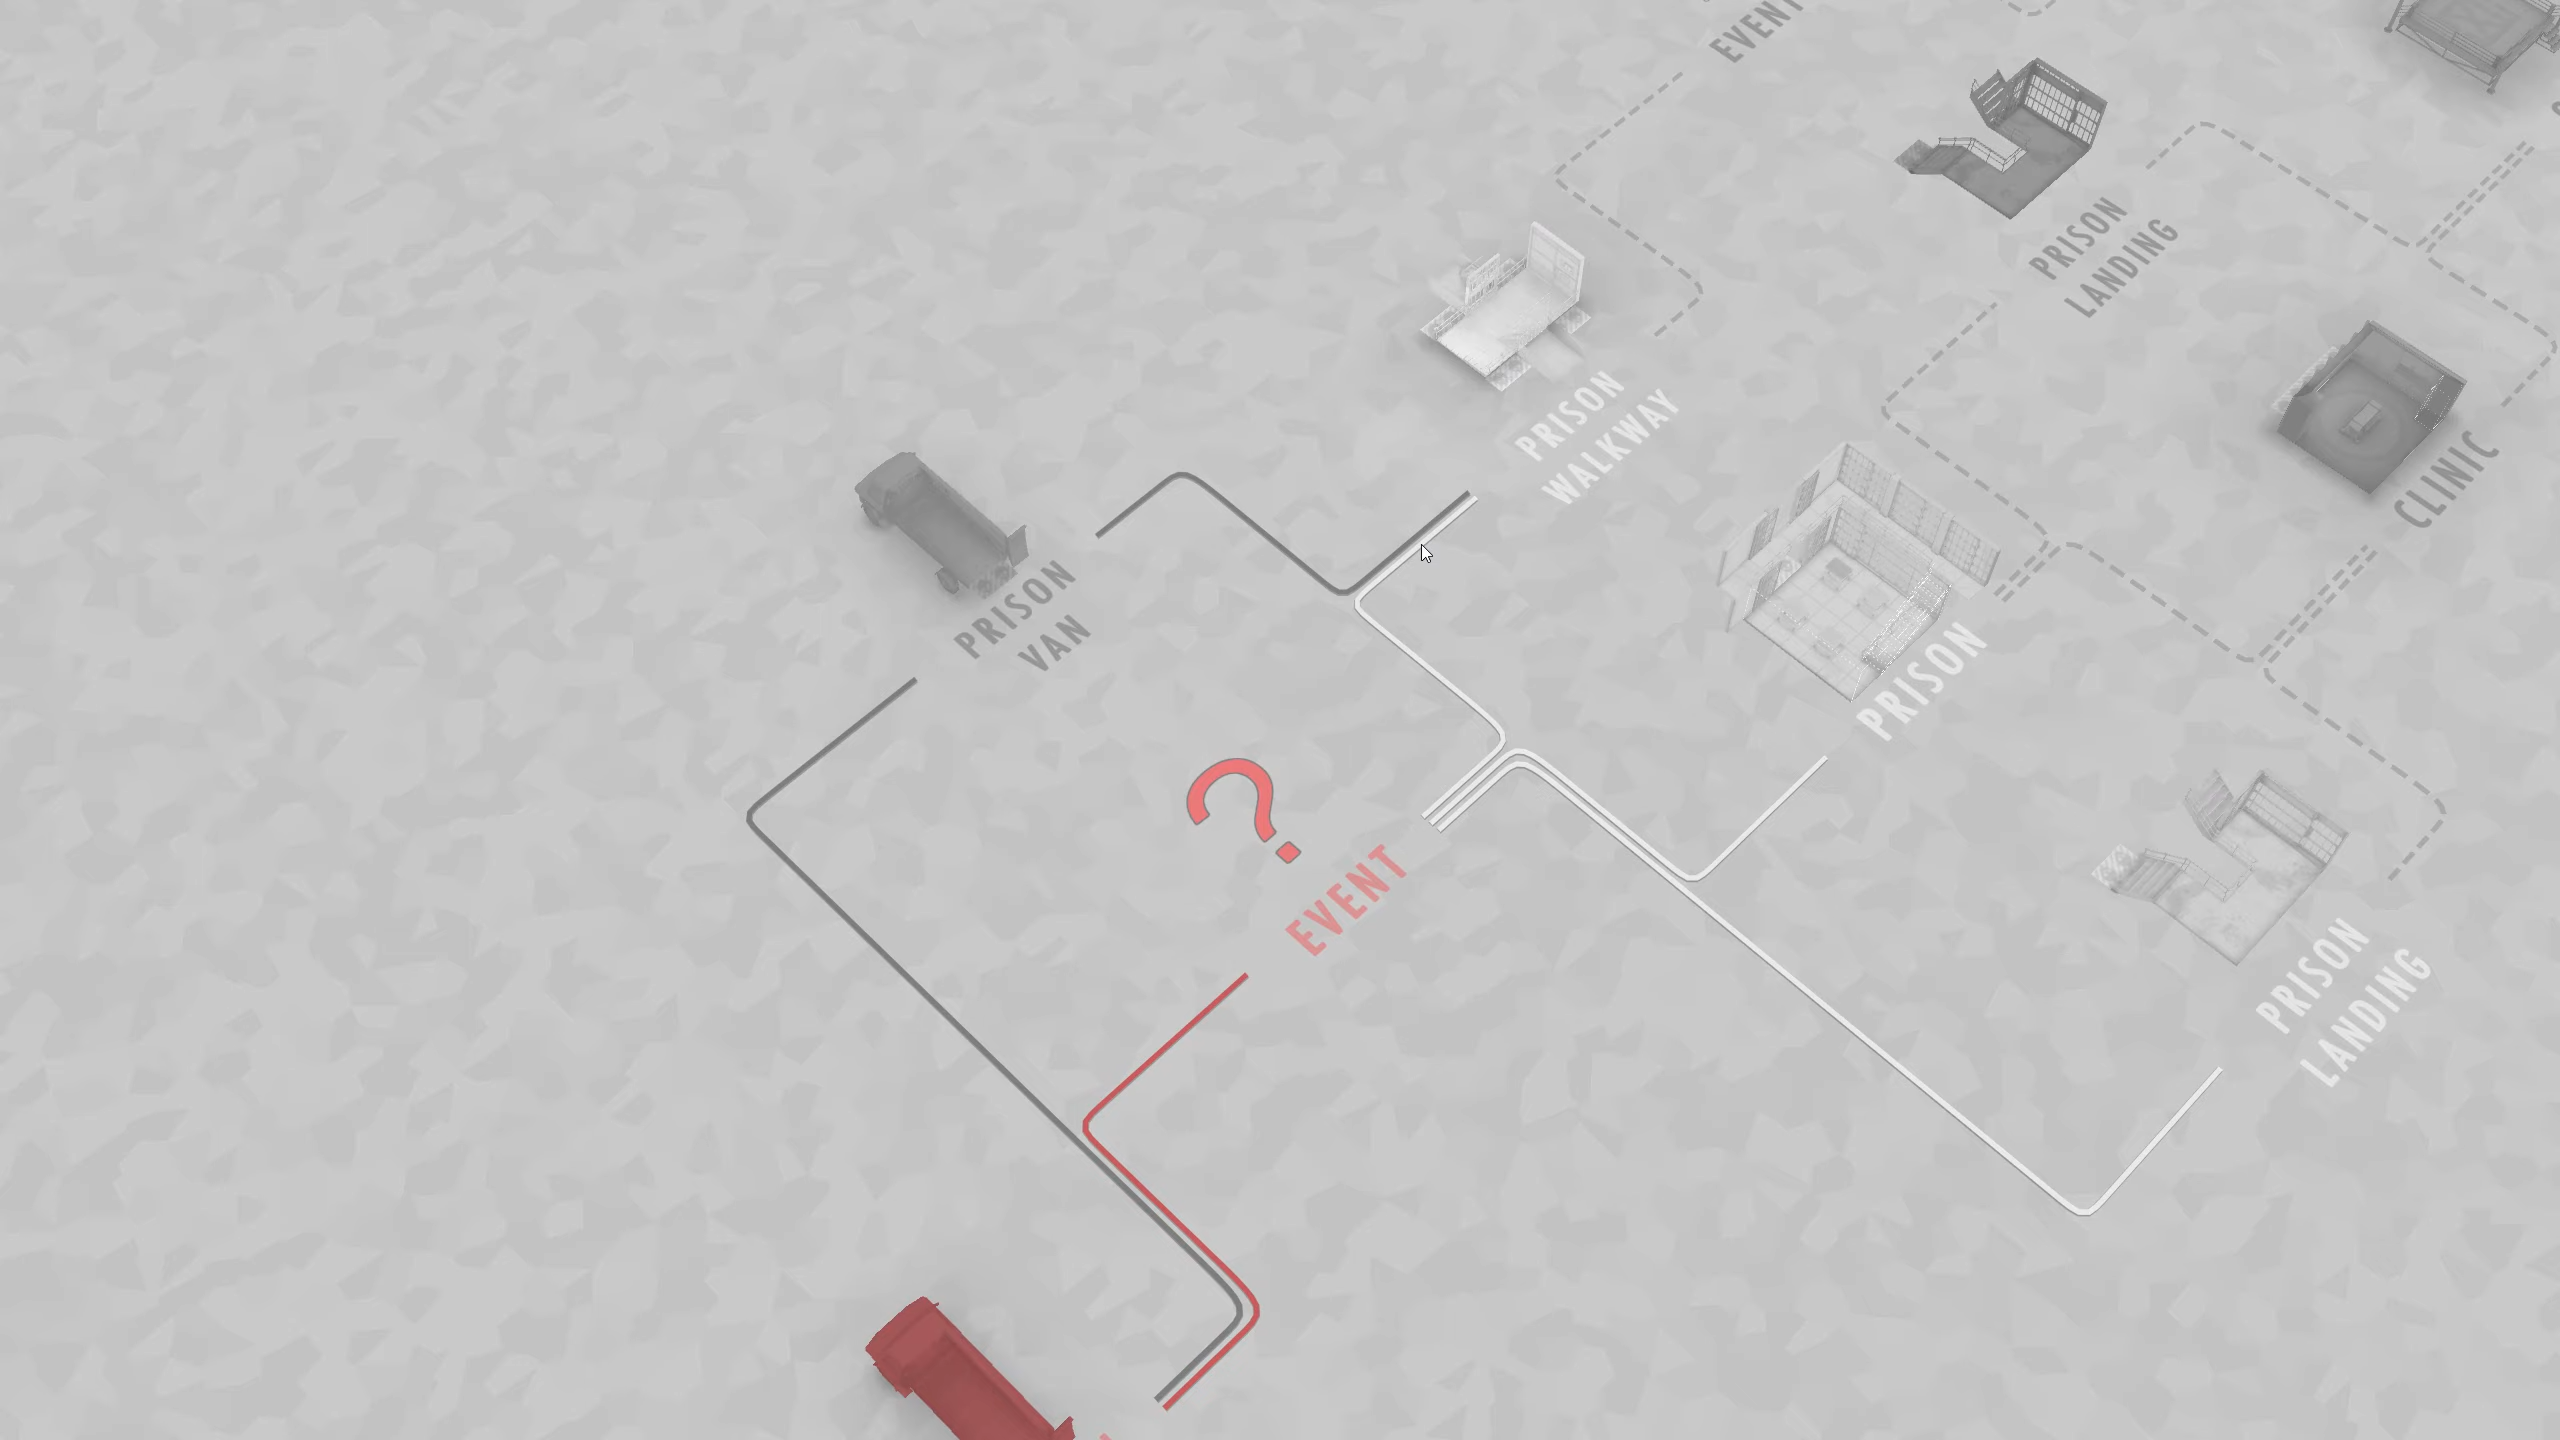 EVENT
PRISON
LANDING
PRISON
WALKWAY
CLINIC
PRISON
VAN
PRISON
?
EVENT
PRISON
LANDING